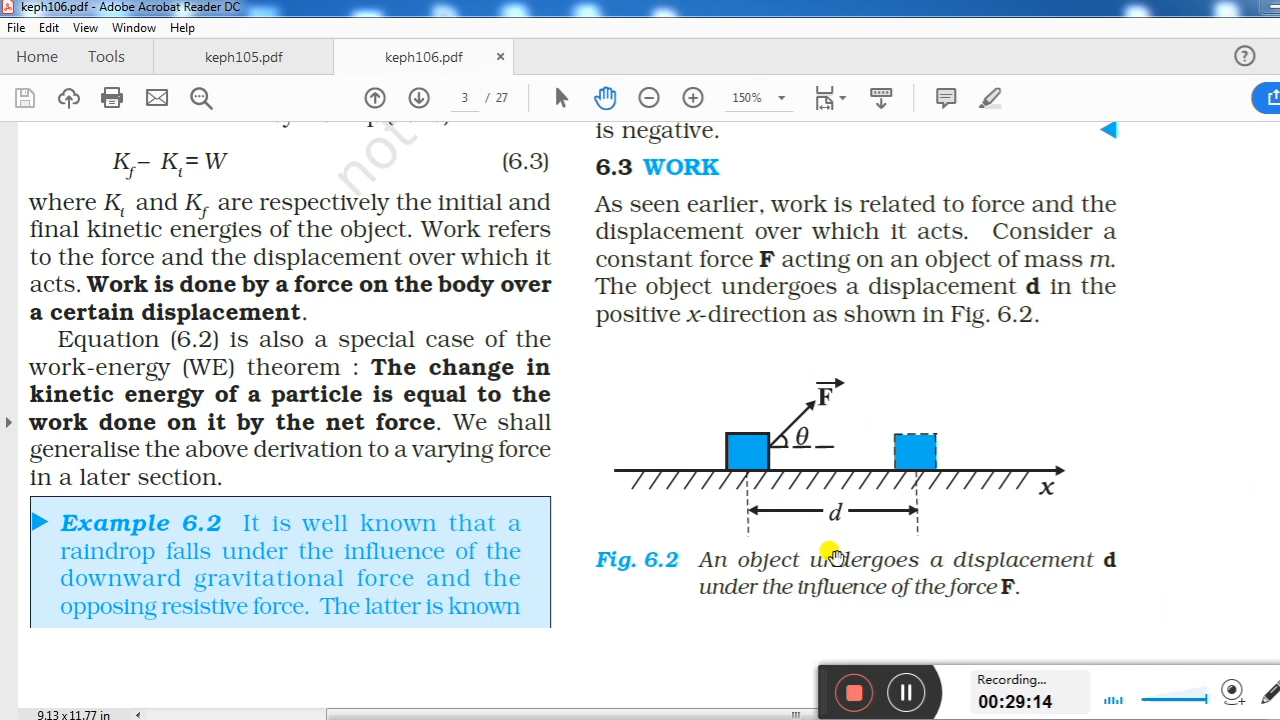 keph106.pdf - Adobe Acrobat Reader DC
File Edit View Window Help
Home Tools keph105.pdf keph106.pdf × ?
3 / 27 150%
not
K_f – K_i = W (6.3)
where K_i and K_f are respectively the initial and
final kinetic energies of the object. Work refers
to the force and the displacement over which it
acts. Work is done by a force on the body over
a certain displacement.
Equation (6.2) is also a special case of the
work-energy (WE) theorem : The change in
kinetic energy of a particle is equal to the
work done on it by the net force. We shall
generalise the above derivation to a varying force
in a later section.
Example 6.2 It is well known that a
raindrop falls under the influence of the
downward gravitational force and the
opposing resistive force. The latter is known
is negative.
6.3 WORK
As seen earlier, work is related to force and the
displacement over which it acts. Consider a
constant force F acting on an object of mass m.
The object undergoes a displacement d in the
positive x-direction as shown in Fig. 6.2.
F
θ
x
d
Fig. 6.2 An object undergoes a displacement d
under the influence of the force F.
Recording...
00:29:14
9.13 x 11.77 in